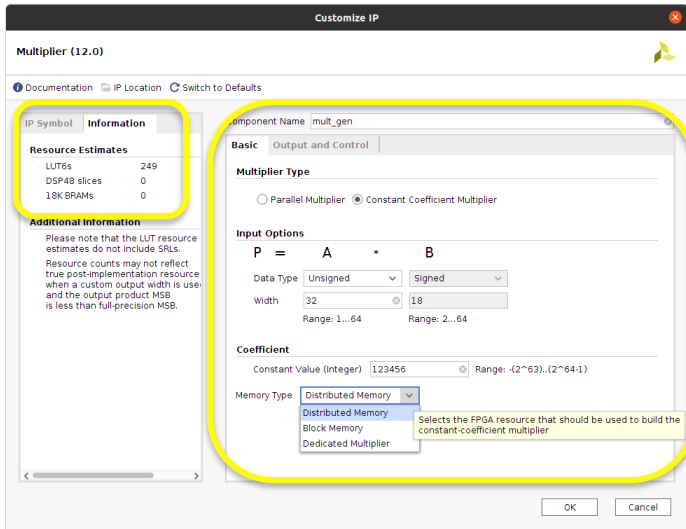 Customize IP
Multiplier (12.0)
Documentation IP Location Switch to Defaults
IP Symbol Information
Resource Estimates
LUT6s 249
DSP48 slices 0
18K BRAMs 0
Additional Information
Please note that the LUT resource
estimates do not include SRLs.
Resource counts may not reflect
true post-implementation resource
when a custom output width is use
and the output product MSB
is less than full-precision MSB.
Component Name mult_gen
Basic Output and Control
Multiplier Type
Parallel Multiplier Constant Coefficient Multiplier
Input Options
P = A * B
Data Type Unsigned Signed
Width 32 18
Range: 1...64 Range: 2...64
Coefficient
Constant Value (Integer) 123456 Range: -(2^63)..(2^64-1)
Memory Type Distributed Memory
Distributed Memory
Block Memory
Dedicated Multiplier
Selects the FPGA resource that should be used to build the
constant-coefficient multiplier
OK Cancel